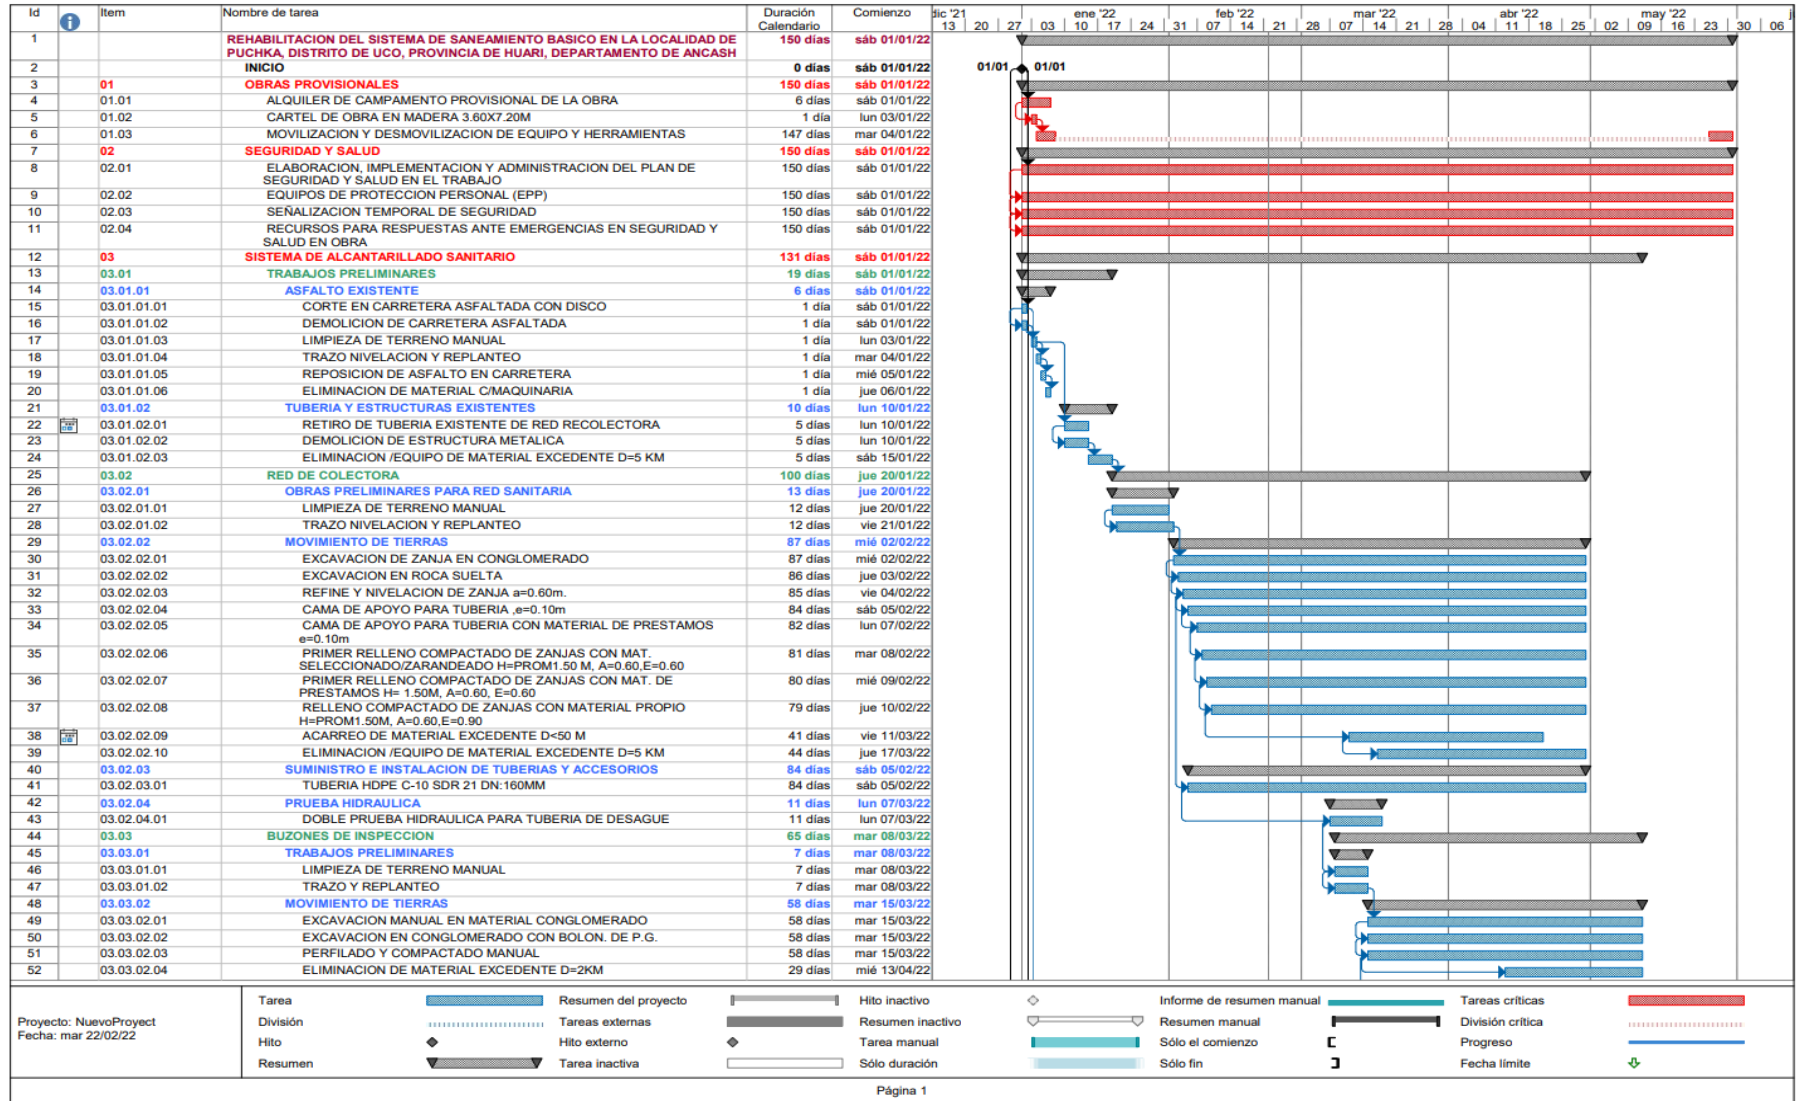 Id Item Nombre de tarea Duración Calendario Comienzo
dic '21 ene '22 feb '22 mar '22 abr '22 may '22
13 20 27 03 10 17 24 31 07 14 21 28 07 14 21 28 04 11 18 25 02 09 16 23 30 06
1 REHABILITACION DEL SISTEMA DE SANEAMIENTO BASICO EN LA LOCALIDAD DE 150 días sáb 01/01/22
PUCHKA, DISTRITO DE UCO, PROVINCIA DE HUARI, DEPARTAMENTO DE ANCASH
2 INICIO 0 días sáb 01/01/22 01/01 01/01
3 01 OBRAS PROVISIONALES 150 días sáb 01/01/22
4 01.01 ALQUILER DE CAMPAMENTO PROVISIONAL DE LA OBRA 6 días sáb 01/01/22
5 01.02 CARTEL DE OBRA EN MADERA 3.60X7.20M 1 día lun 03/01/22
6 01.03 MOVILIZACION Y DESMOVILIZACION DE EQUIPO Y HERRAMIENTAS 147 días mar 04/01/22
7 02 SEGURIDAD Y SALUD 150 días sáb 01/01/22
8 02.01 ELABORACION, IMPLEMENTACION Y ADMINISTRACION DEL PLAN DE 150 días sáb 01/01/22
SEGURIDAD Y SALUD EN EL TRABAJO
9 02.02 EQUIPOS DE PROTECCION PERSONAL (EPP) 150 días sáb 01/01/22
10 02.03 SEÑALIZACION TEMPORAL DE SEGURIDAD 150 días sáb 01/01/22
11 02.04 RECURSOS PARA RESPUESTAS ANTE EMERGENCIAS EN SEGURIDAD Y 150 días sáb 01/01/22
SALUD EN OBRA
12 03 SISTEMA DE ALCANTARILLADO SANITARIO 131 días sáb 01/01/22
13 03.01 TRABAJOS PRELIMINARES 19 días sáb 01/01/22
14 03.01.01 ASFALTO EXISTENTE 6 días sáb 01/01/22
15 03.01.01.01 CORTE EN CARRETERA ASFALTADA CON DISCO 1 día sáb 01/01/22
16 03.01.01.02 DEMOLICION DE CARRETERA ASFALTADA 1 día sáb 01/01/22
17 03.01.01.03 LIMPIEZA DE TERRENO MANUAL 1 día lun 03/01/22
18 03.01.01.04 TRAZO NIVELACION Y REPLANTEO 1 día mar 04/01/22
19 03.01.01.05 REPOSICION DE ASFALTO EN CARRETERA 1 día mié 05/01/22
20 03.01.01.06 ELIMINACION DE MATERIAL C/MAQUINARIA 1 día jue 06/01/22
21 03.01.02 TUBERIA Y ESTRUCTURAS EXISTENTES 10 días lun 10/01/22
22 03.01.02.01 RETIRO DE TUBERIA EXISTENTE DE RED RECOLECTORA 5 días lun 10/01/22
23 03.01.02.02 DEMOLICION DE ESTRUCTURA METALICA 5 días lun 10/01/22
24 03.01.02.03 ELIMINACION /EQUIPO DE MATERIAL EXCEDENTE D=5 KM 5 días sáb 15/01/22
25 03.02 RED DE COLECTORA 100 días jue 20/01/22
26 03.02.01 OBRAS PRELIMINARES PARA RED SANITARIA 13 días jue 20/01/22
27 03.02.01.01 LIMPIEZA DE TERRENO MANUAL 12 días jue 20/01/22
28 03.02.01.02 TRAZO NIVELACION Y REPLANTEO 12 días vie 21/01/22
29 03.02.02 MOVIMIENTO DE TIERRAS 87 días mié 02/02/22
30 03.02.02.01 EXCAVACION DE ZANJA EN CONGLOMERADO 87 días mié 02/02/22
31 03.02.02.02 EXCAVACION EN ROCA SUELTA 86 días jue 03/02/22
32 03.02.02.03 REFINE Y NIVELACION DE ZANJA a=0.60m. 85 días vie 04/02/22
33 03.02.02.04 CAMA DE APOYO PARA TUBERIA ,e=0.10m 84 días sáb 05/02/22
34 03.02.02.05 CAMA DE APOYO PARA TUBERIA CON MATERIAL DE PRESTAMOS 82 días lun 07/02/22
e=0.10m
35 03.02.02.06 PRIMER RELLENO COMPACTADO DE ZANJAS CON MAT. 81 días mar 08/02/22
SELECCIONADO/ZARANDEADO H=PROM1.50 M, A=0.60,E=0.60
36 03.02.02.07 PRIMER RELLENO COMPACTADO DE ZANJAS CON MAT. DE 80 días mié 09/02/22
PRESTAMOS H= 1.50M, A=0.60, E=0.60
37 03.02.02.08 RELLENO COMPACTADO DE ZANJAS CON MATERIAL PROPIO 79 días jue 10/02/22
H=PROM1.50M, A=0.60,E=0.90
38 03.02.02.09 ACARREO DE MATERIAL EXCEDENTE D<50 M 41 días vie 11/03/22
39 03.02.02.10 ELIMINACION /EQUIPO DE MATERIAL EXCEDENTE D=5 KM 44 días jue 17/03/22
40 03.02.03 SUMINISTRO E INSTALACION DE TUBERIAS Y ACCESORIOS 84 días sáb 05/02/22
41 03.02.03.01 TUBERIA HDPE C-10 SDR 21 DN:160MM 84 días sáb 05/02/22
42 03.02.04 PRUEBA HIDRAULICA 11 días lun 07/03/22
43 03.02.04.01 DOBLE PRUEBA HIDRAULICA PARA TUBERIA DE DESAGUE 11 días lun 07/03/22
44 03.03 BUZONES DE INSPECCION 65 días mar 08/03/22
45 03.03.01 TRABAJOS PRELIMINARES 7 días mar 08/03/22
46 03.03.01.01 LIMPIEZA DE TERRENO MANUAL 7 días mar 08/03/22
47 03.03.01.02 TRAZO Y REPLANTEO 7 días mar 08/03/22
48 03.03.02 MOVIMIENTO DE TIERRAS 58 días mar 15/03/22
49 03.03.02.01 EXCAVACION MANUAL EN MATERIAL CONGLOMERADO 58 días mar 15/03/22
50 03.03.02.02 EXCAVACION EN CONGLOMERADO CON BOLON. DE P.G. 58 días mar 15/03/22
51 03.03.02.03 PERFILADO Y COMPACTADO MANUAL 58 días mar 15/03/22
52 03.03.02.04 ELIMINACION DE MATERIAL EXCEDENTE D=2KM 29 días mié 13/04/22
Proyecto: NuevoProyect
Fecha: mar 22/02/22
Tarea Resumen del proyecto Hito inactivo Informe de resumen manual Tareas críticas
División Tareas externas Resumen inactivo Resumen manual División crítica
Hito Hito externo Tarea manual Sólo el comienzo Progreso
Resumen Tarea inactiva Sólo duración Sólo fin Fecha límite
Página 1